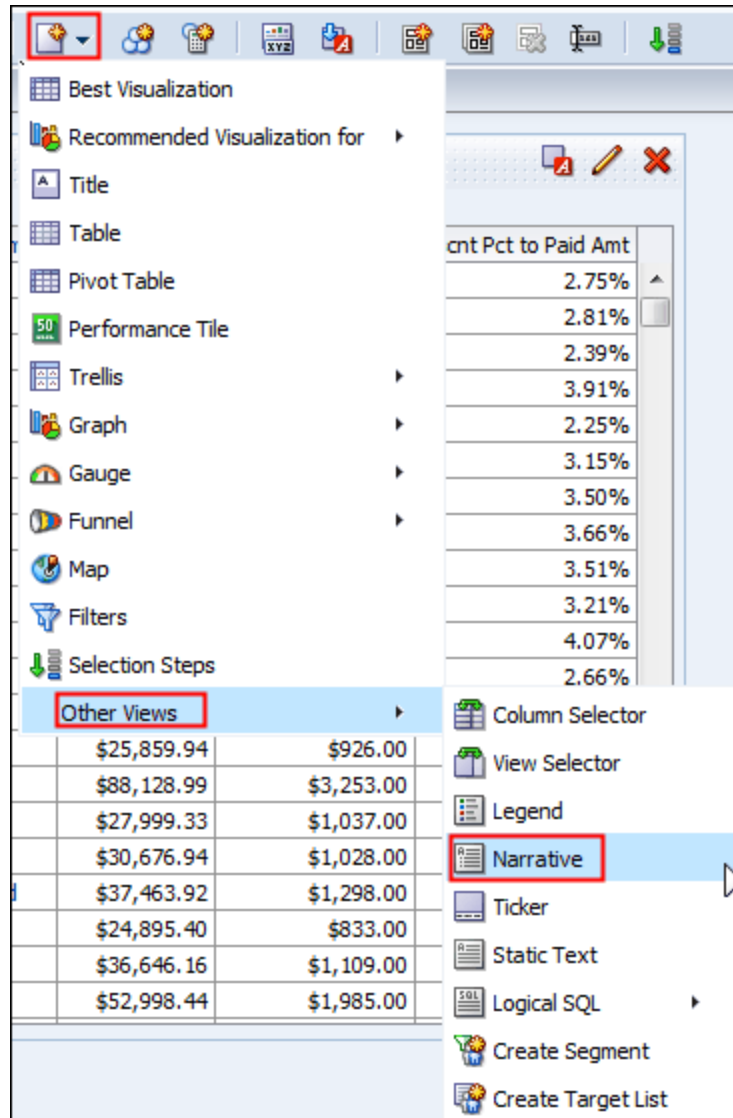 XYZ
Best Visualization
Recommended Visualization for
Title
Table
Pivot Table
50 Performance Tile
Trellis
Graph
Gauge
Funnel
Map
Filters
Selection Steps
Other Views
cnt Pct to Paid Amt
2.75%
2.81%
2.39%
3.91%
2.25%
3.15%
3.50%
3.66%
3.51%
3.21%
4.07%
2.66%
$25,859.94 $926.00
$88,128.99 $3,253.00
$27,999.33 $1,037.00
$30,676.94 $1,028.00
$37,463.92 $1,298.00
$24,895.40 $833.00
$36,646.16 $1,109.00
$52,998.44 $1,985.00
Column Selector
View Selector
Legend
Narrative
Ticker
Static Text
SQL Logical SQL
Create Segment
Create Target List